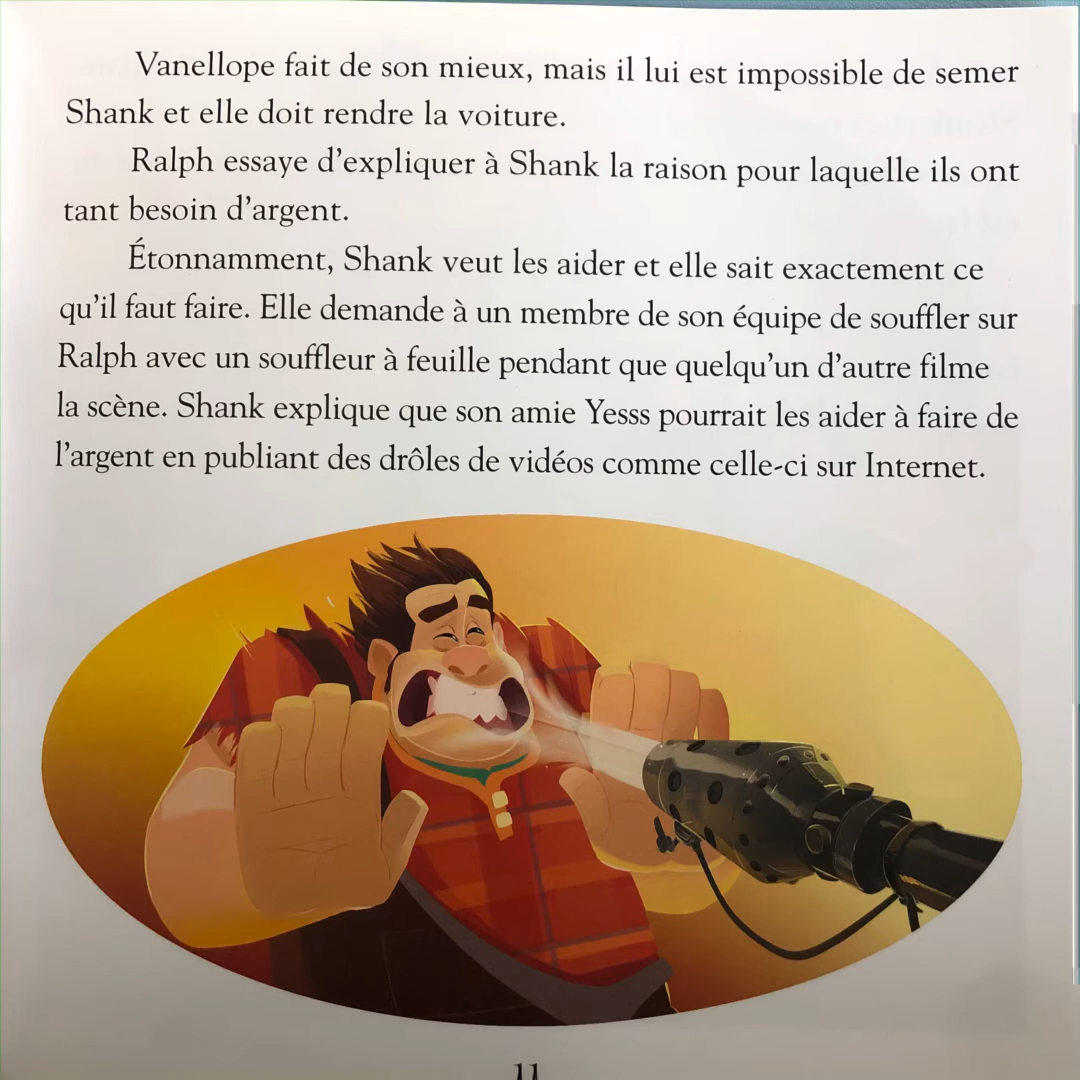 Vanellope fait de son mieux, mais il lui est impossible de semer
Shank et elle doit rendre la voiture.
Ralph essaye d'expliquer à Shank la raison pour laquelle ils ont
tant besoin d'argent.
Étonnamment, Shank veut les aider et elle sait exactement ce
qu'il faut faire. Elle demande à un membre de son équipe de souffler sur
Ralph avec un souffleur à feuille pendant que quelqu'un d'autre filme
la scène. Shank explique que son amie Yesss pourrait les aider à faire de
l'argent en publiant des drôles de vidéos comme celle-ci sur Internet.
11